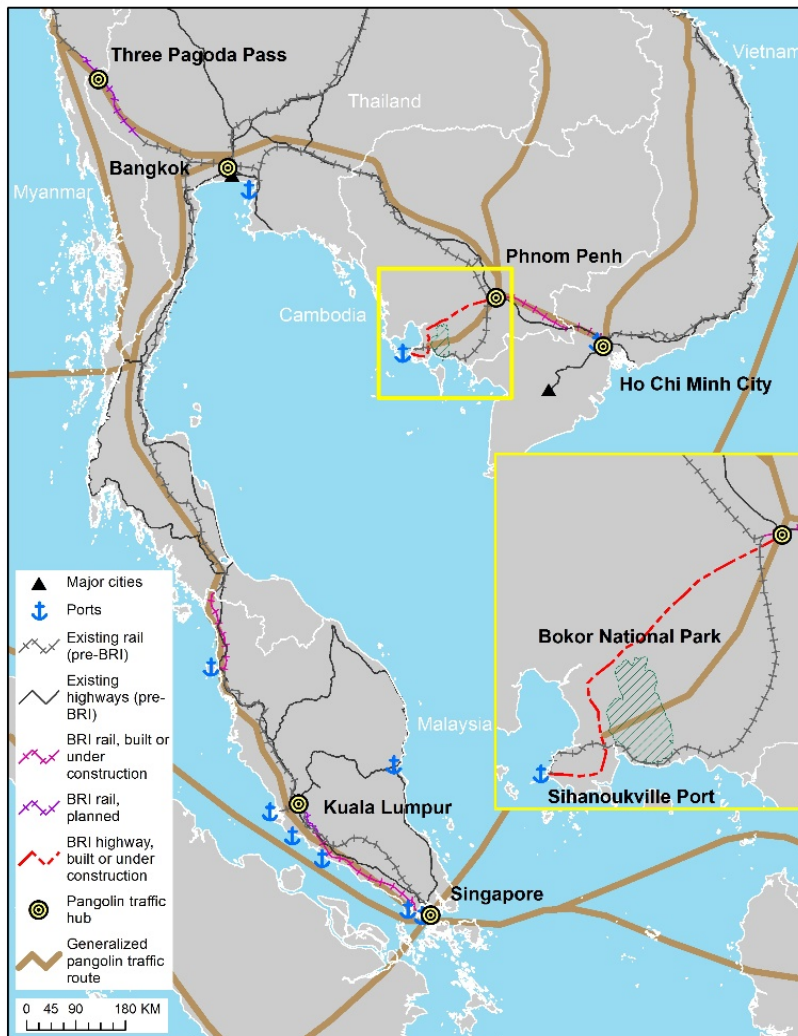 Three Pagoda Pass
Vietnam
Thailand
Bangkok
Myanmar
Phnom Penh
Cambodia
Ho Chi Minh City
Bokor National Park
Sihanoukville Port
Malaysia
Kuala Lumpur
Singapore
Major cities
Ports
Existing rail
(pre-BRI)
Existing
highways (pre-
BRI)
BRI rail, built or
under
construction
BRI rail,
planned
BRI highway,
built or under
construction
Pangolin traffic
hub
Generalized
pangolin traffic
route
0 45 90 180 KM